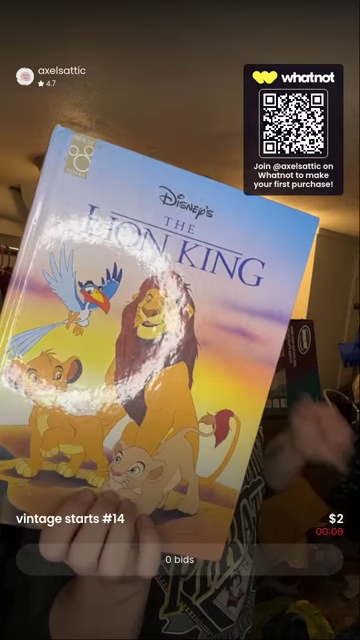 axelsattic
4.7
whatnot
Join @axelsattic on
Whatnot to make
your first purchase!
Disney's
THE
LION KING
vintage starts #14
$2
00:09
0 bids